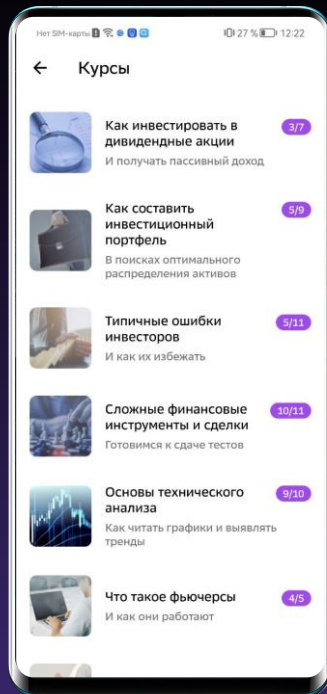 Нет SIM-карты 27 % 12:22
← Курсы
Как инвестировать в 3/7
дивидендные акции
И получать пассивный доход
Как составить 5/9
инвестиционный
портфель
В поисках оптимального
распределения активов
Типичные ошибки 5/11
инвесторов
И как их избежать
Сложные финансовые 10/11
инструменты и сделки
Готовимся к сдаче тестов
Основы технического 9/10
анализа
Как читать графики и выявлять
тренды
Что такое фьючерсы 4/5
И как они работают